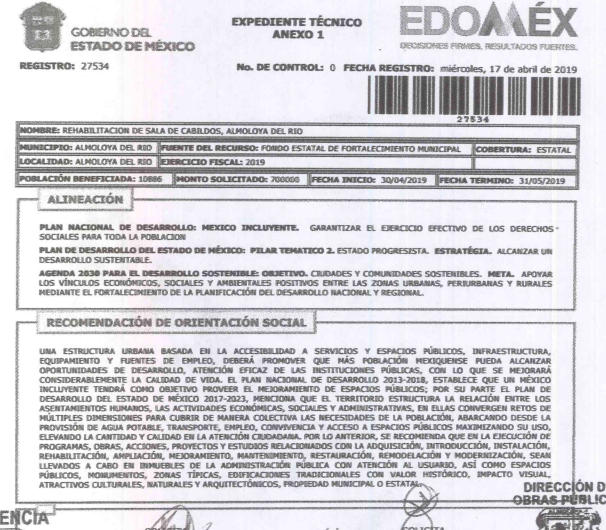 GOBIERNO DEL
ESTADO DE MÉXICO
EXPEDIENTE TÉCNICO
ANEXO 1
EDOMÉX
DECISIONES FIRMES, RESULTADOS FUERTES.
REGISTRO: 27534
No. DE CONTROL: 0 FECHA REGISTRO: miércoles, 17 de abril de 2019
27534
NOMBRE: REHABILITACION DE SALA DE CABILDOS, ALMOLOYA DEL RIO
MUNICIPIO: ALMOLOYA DEL RIO FUENTE DEL RECURSO: FONDO ESTATAL DE FORTALECIMIENTO MUNICIPAL COBERTURA: ESTATAL
LOCALIDAD: ALMOLOYA DEL RIO EJERCICIO FISCAL: 2019
POBLACIÓN BENEFICIADA: 10886 MONTO SOLICITADO: 700000 FECHA INICIO: 30/04/2019 FECHA TERMINO: 31/05/2019
ALINEACIÓN
PLAN NACIONAL DE DESARROLLO: MEXICO INCLUYENTE. GARANTIZAR EL EJERCICIO EFECTIVO DE LOS DERECHOS
SOCIALES PARA TODA LA POBLACION
PLAN DE DESARROLLO DEL ESTADO DE MÉXICO: PILAR TEMATICO 2. ESTADO PROGRESISTA. ESTRATÉGIA. ALCANZAR UN
DESARROLLO SUSTENTABLE.
AGENDA 2030 PARA EL DESARROLLO SOSTENIBLE: OBJETIVO. CIUDADES Y COMUNIDADES SOSTENIBLES. META. APOYAR
LOS VÍNCULOS ECONÓMICOS, SOCIALES Y AMBIENTALES POSITIVOS ENTRE LAS ZONAS URBANAS, PERIURBANAS Y RURALES
MEDIANTE EL FORTALECIMIENTO DE LA PLANIFICACIÓN DEL DESARROLLO NACIONAL Y REGIONAL.
RECOMENDACIÓN DE ORIENTACIÓN SOCIAL
UNA ESTRUCTURA URBANA BASADA EN LA ACCESIBILIDAD A SERVICIOS Y ESPACIOS PÚBLICOS, INFRAESTRUCTURA,
EQUIPAMIENTO Y FUENTES DE EMPLEO, DEBERÁ PROMOVER QUE MÁS POBLACIÓN MEXIQUENSE PUEDA ALCANZAR
OPORTUNIDADES DE DESARROLLO, ATENCIÓN EFICAZ DE LAS INSTITUCIONES PÚBLICAS, CON LO QUE SE MEJORARÁ
CONSIDERABLEMENTE LA CALIDAD DE VIDA. EL PLAN NACIONAL DE DESARROLLO 2013-2018, ESTABLECE QUE UN MÉXICO
INCLUYENTE TENDRÁ COMO OBJETIVO PROVEER EL MEJORAMIENTO DE ESPACIOS PÚBLICOS; POR SU PARTE EL PLAN DE
DESARROLLO DEL ESTADO DE MÉXICO 2017-2023, MENCIONA QUE EL TERRITORIO ESTRUCTURA LA RELACIÓN ENTRE LOS
ASENTAMIENTOS HUMANOS, LAS ACTIVIDADES ECONÓMICAS, SOCIALES Y ADMINISTRATIVAS, EN ELLAS CONVERGEN RETOS DE
MÚLTIPLES DIMENSIONES PARA CUBRIR DE MANERA COLECTIVA LAS NECESIDADES DE LA POBLACIÓN, ABARCANDO DESDE LA
PROVISIÓN DE AGUA POTABLE, TRANSPORTE, EMPLEO, CONVIVENCIA Y ACCESO A ESPACIOS PÚBLICOS MAXIMIZANDO SU USO,
ELEVANDO LA CANTIDAD Y CALIDAD EN LA ATENCIÓN CIUDADANA. POR LO ANTERIOR, SE RECOMIENDA QUE EN LA EJECUCIÓN DE
PROGRAMAS, OBRAS, ACCIONES, PROYECTOS Y ESTUDIOS RELACIONADOS CON LA ADQUISICIÓN, INTRODUCCIÓN, INSTALACIÓN,
REHABILITACIÓN, AMPLIACIÓN, MEJORAMIENTO, MANTENIMIENTO, RESTAURACIÓN, REMODELACIÓN Y MODERNIZACIÓN, SEAN
LLEVADOS A CABO EN INMUEBLES DE LA ADMINISTRACIÓN PÚBLICA CON ATENCIÓN AL USUARIO, ASÍ COMO ESPACIOS
PÚBLICOS, MONUMENTOS, ZONAS TÍPICAS, EDIFICACIONES TRADICIONALES CON VALOR HISTÓRICO, IMPACTO VISUAL,
ATRACTIVOS CULTURALES, NATURALES Y ARQUITECTÓNICOS, PROPIEDAD MUNICIPAL O ESTATAL
DIRECCIÓN D
OBRAS PÚBLIC
ENCIA
SOLICITA